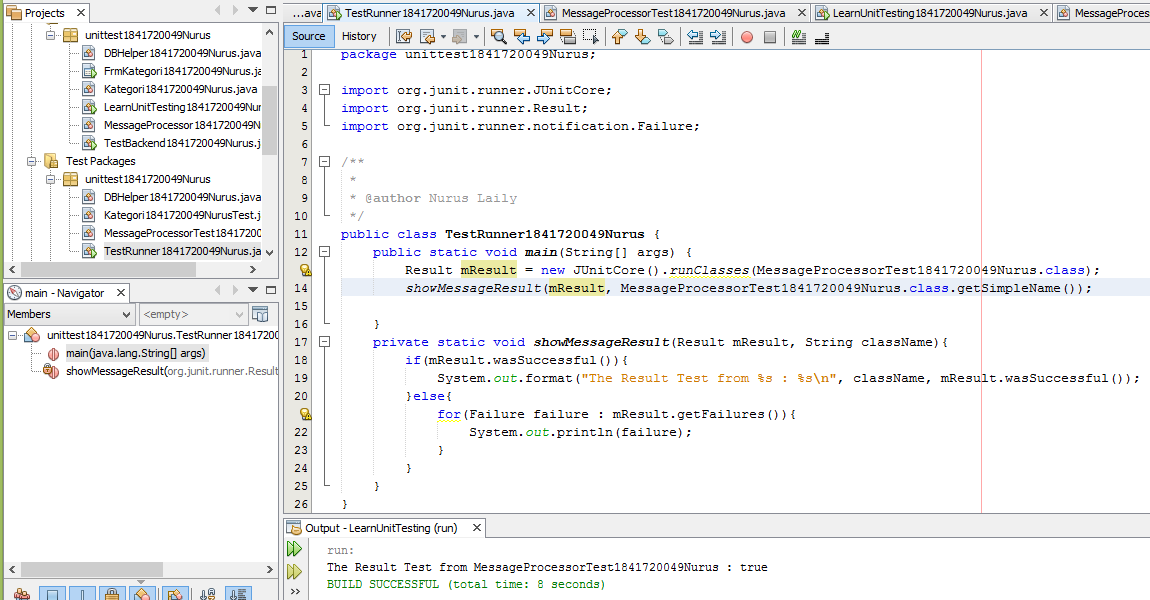 Projects
unittest1841720049Nurus
DBHelper1841720049Nurus.java
FrmKategori1841720049Nurus.ja
Kategori1841720049Nurus.java
LearnUnitTesting1841720049Nur
MessageProcessor1841720049N
TestBackend1841720049Nurus.j
Test Packages
unittest1841720049Nurus
DBHelper1841720049Nurus.java
Kategori1841720049NurusTest.j
MessageProcessorTest18417200
TestRunner1841720049Nurus.ja
main - Navigator
Members
<empty>
unittest1841720049Nurus.TestRunner18417200
main(java.lang.String[] args)
showMessageResult(org.junit.runner.Result
...ava
TestRunner1841720049Nurus.java
MessageProcessorTest1841720049Nurus.java
LearnUnitTesting1841720049Nurus.java
MessageProces
Source History
1 package unittest1841720049Nurus;
2
3 import org.junit.runner.JUnitCore;
4 import org.junit.runner.Result;
5 import org.junit.runner.notification.Failure;
6
7 /**
8 *
9 * @author Nurus Laily
10 */
11 public class TestRunner1841720049Nurus {
12 public static void main(String[] args) {
Result mResult = new JUnitCore().runClasses(MessageProcessorTest1841720049Nurus.class);
14 showMessageResult(mResult, MessageProcessorTest1841720049Nurus.class.getSimpleName());
15
16 }
17 private static void showMessageResult(Result mResult, String className){
18 if(mResult.wasSuccessful()){
19 System.out.format("The Result Test from %s : %s\n", className, mResult.wasSuccessful());
20 }else{
for(Failure failure : mResult.getFailures()){
22 System.out.println(failure);
23 }
24 }
25 }
26 }
Output - LearnUnitTesting (run)
run:
The Result Test from MessageProcessorTest1841720049Nurus : true
BUILD SUCCESSFUL (total time: 8 seconds)